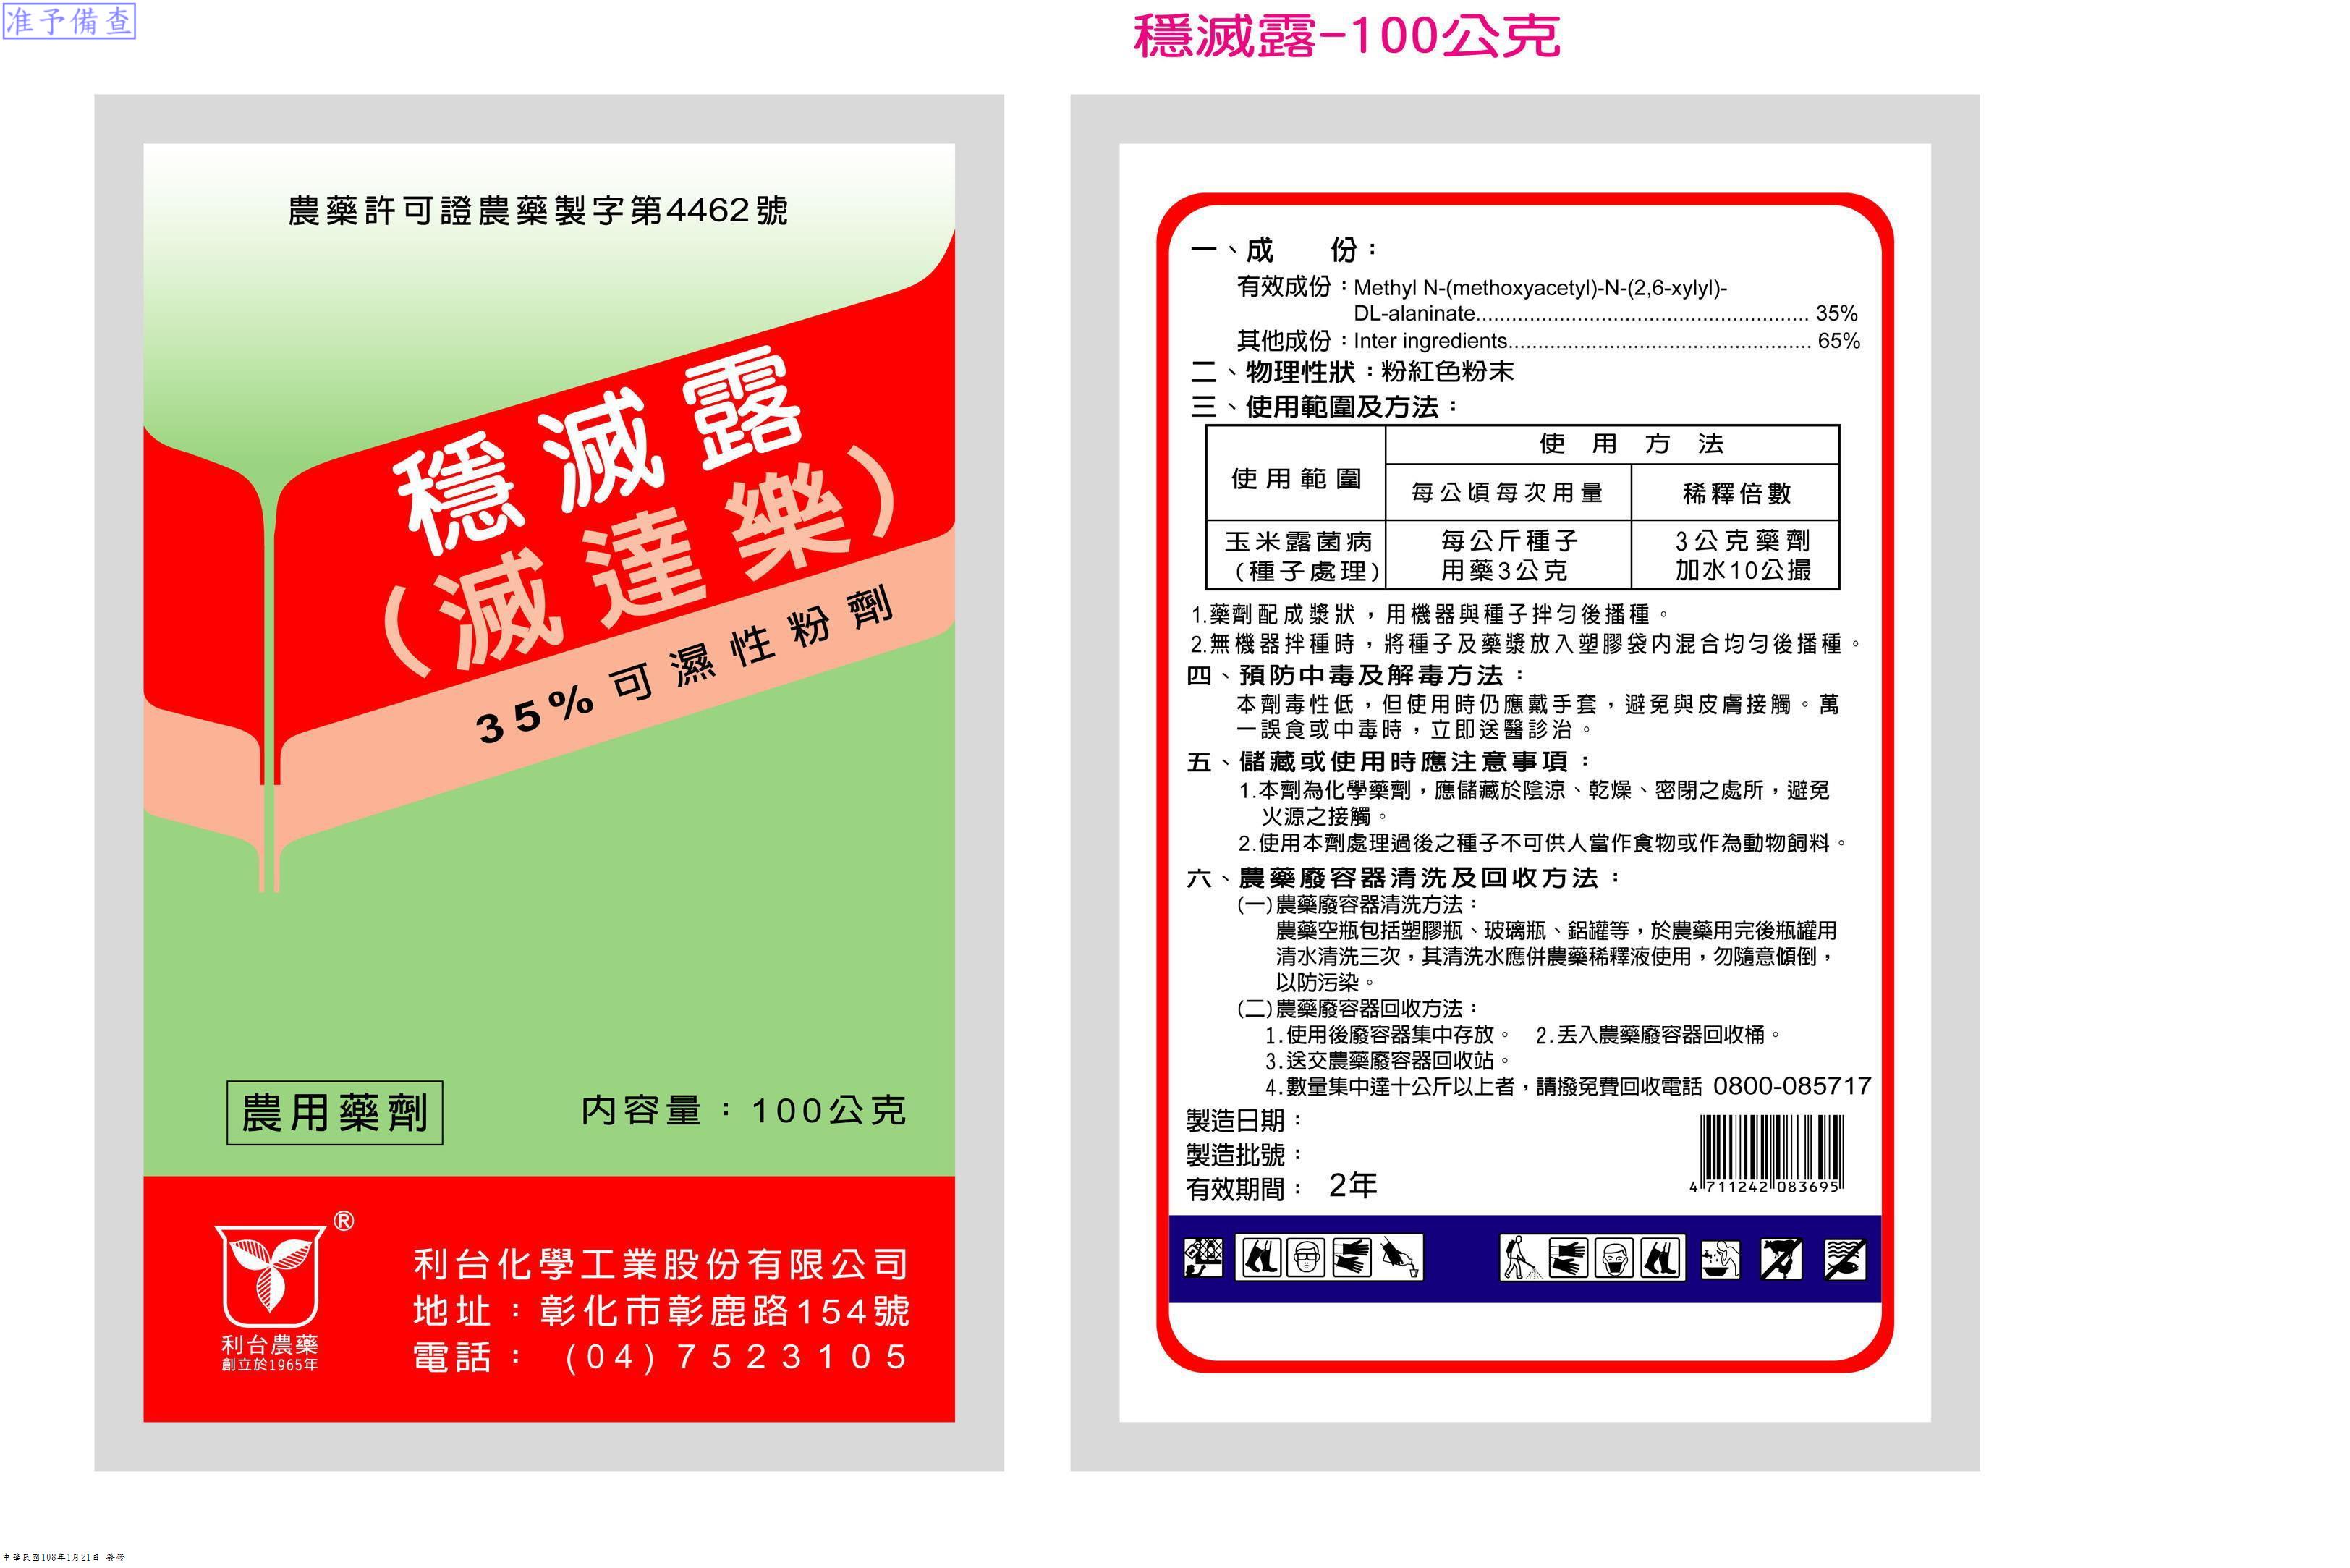 准予備查
穩滅露-100公克
農藥許可證農藥製字第4462號
穩滅露
(滅達樂)
35%可濕性粉劑
農用藥劑
內容量：100公克
®
利台農藥
創立於1965年
利台化學工業股份有限公司
地址：彰化市彰鹿路154號
電話：(04)7523105
一、成　份：
有效成份：Methyl N-(methoxyacetyl)-N-(2,6-xylyl)-
DL-alaninate........................................................ 35%
其他成份：Inter ingredients................................................... 65%
二、物理性狀：粉紅色粉末
三、使用範圍及方法：
使用範圍
使用方法
每公頃每次用量
稀釋倍數
玉米露菌病
(種子處理)
每公斤種子
用藥3公克
3公克藥劑
加水10公撮
1.藥劑配成漿狀，用機器與種子拌勻後播種。
2.無機器拌種時，將種子及藥漿放入塑膠袋內混合均勻後播種。
四、預防中毒及解毒方法：
本劑毒性低，但使用時仍應戴手套，避免與皮膚接觸。萬
一誤食或中毒時，立即送醫診治。
五、儲藏或使用時應注意事項：
1.本劑為化學藥劑，應儲藏於陰涼、乾燥、密閉之處所，避免
火源之接觸。
2.使用本劑處理過後之種子不可供人當作食物或作為動物飼料。
六、農藥廢容器清洗及回收方法：
(一)農藥廢容器清洗方法：
農藥空瓶包括塑膠瓶、玻璃瓶、鋁罐等，於農藥用完後瓶罐用
清水清洗三次，其清洗水應併農藥稀釋液使用，勿隨意傾倒，
以防污染。
(二)農藥廢容器回收方法：
1.使用後廢容器集中存放。 2.丟入農藥廢容器回收桶。
3.送交農藥廢容器回收站。
4.數量集中達十公斤以上者，請撥免費回收電話 0800-085717
製造日期：
製造批號：
有效期間： 2年
4 711242 083695
中華民國108年1月21日 簽發